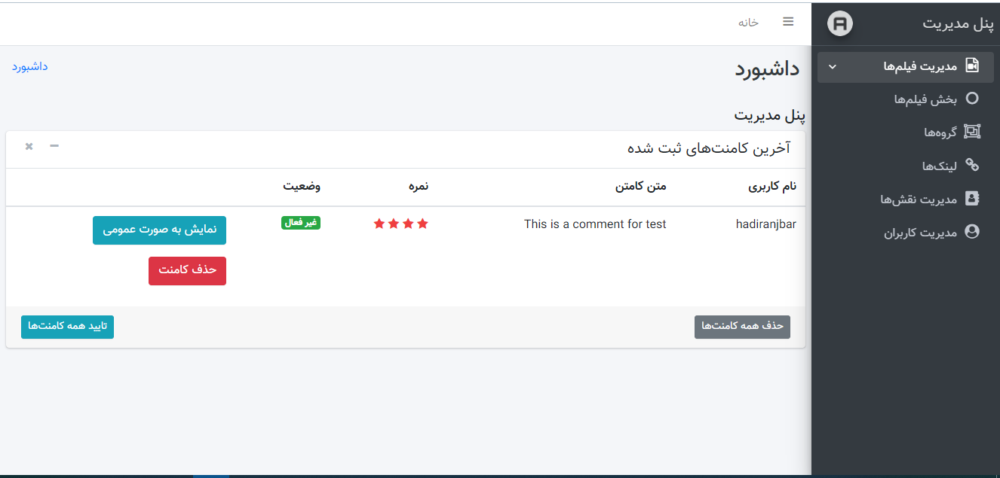 پنل مدیریت
مدیریت فیلم‌ها
بخش فیلم‌ها
گروه‌ها
لینک‌ها
مدیریت نقش‌ها
مدیریت کاربران
خانه
داشبورد
داشبورد
پنل مدیریت
آخرین کامنت‌های ثبت شده
نام کاربری متن کامتن نمره وضعیت
hadiranjbar This is a comment for test غیر فعال نمایش به صورت عمومی
حذف کامنت
حذف همه کامنت‌ها تایید همه کامنت‌ها